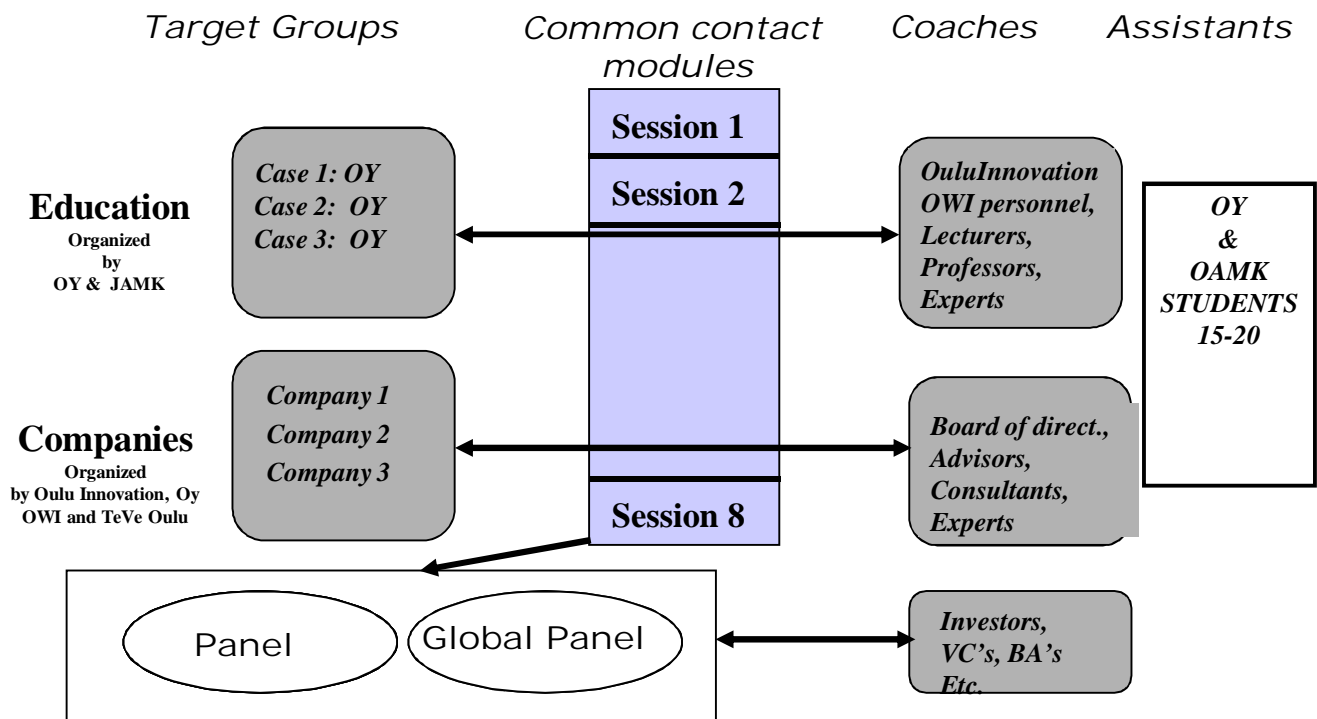 Target Groups
Common contact
modules
Coaches
Assistants
Session 1
Session 2
Session 8
Education
Organized
by
OY & JAMK
Case 1: OY
Case 2: OY
Case 3: OY
OuluInnovation
OWI personnel,
Lecturers,
Professors,
Experts
OY
&
OAMK
STUDENTS
15-20
Companies
Organized
by Oulu Innovation, Oy
OWI and TeVe Oulu
Company 1
Company 2
Company 3
Board of direct.,
Advisors,
Consultants,
Experts
Panel
Global Panel
Investors,
VC's, BA's
Etc.